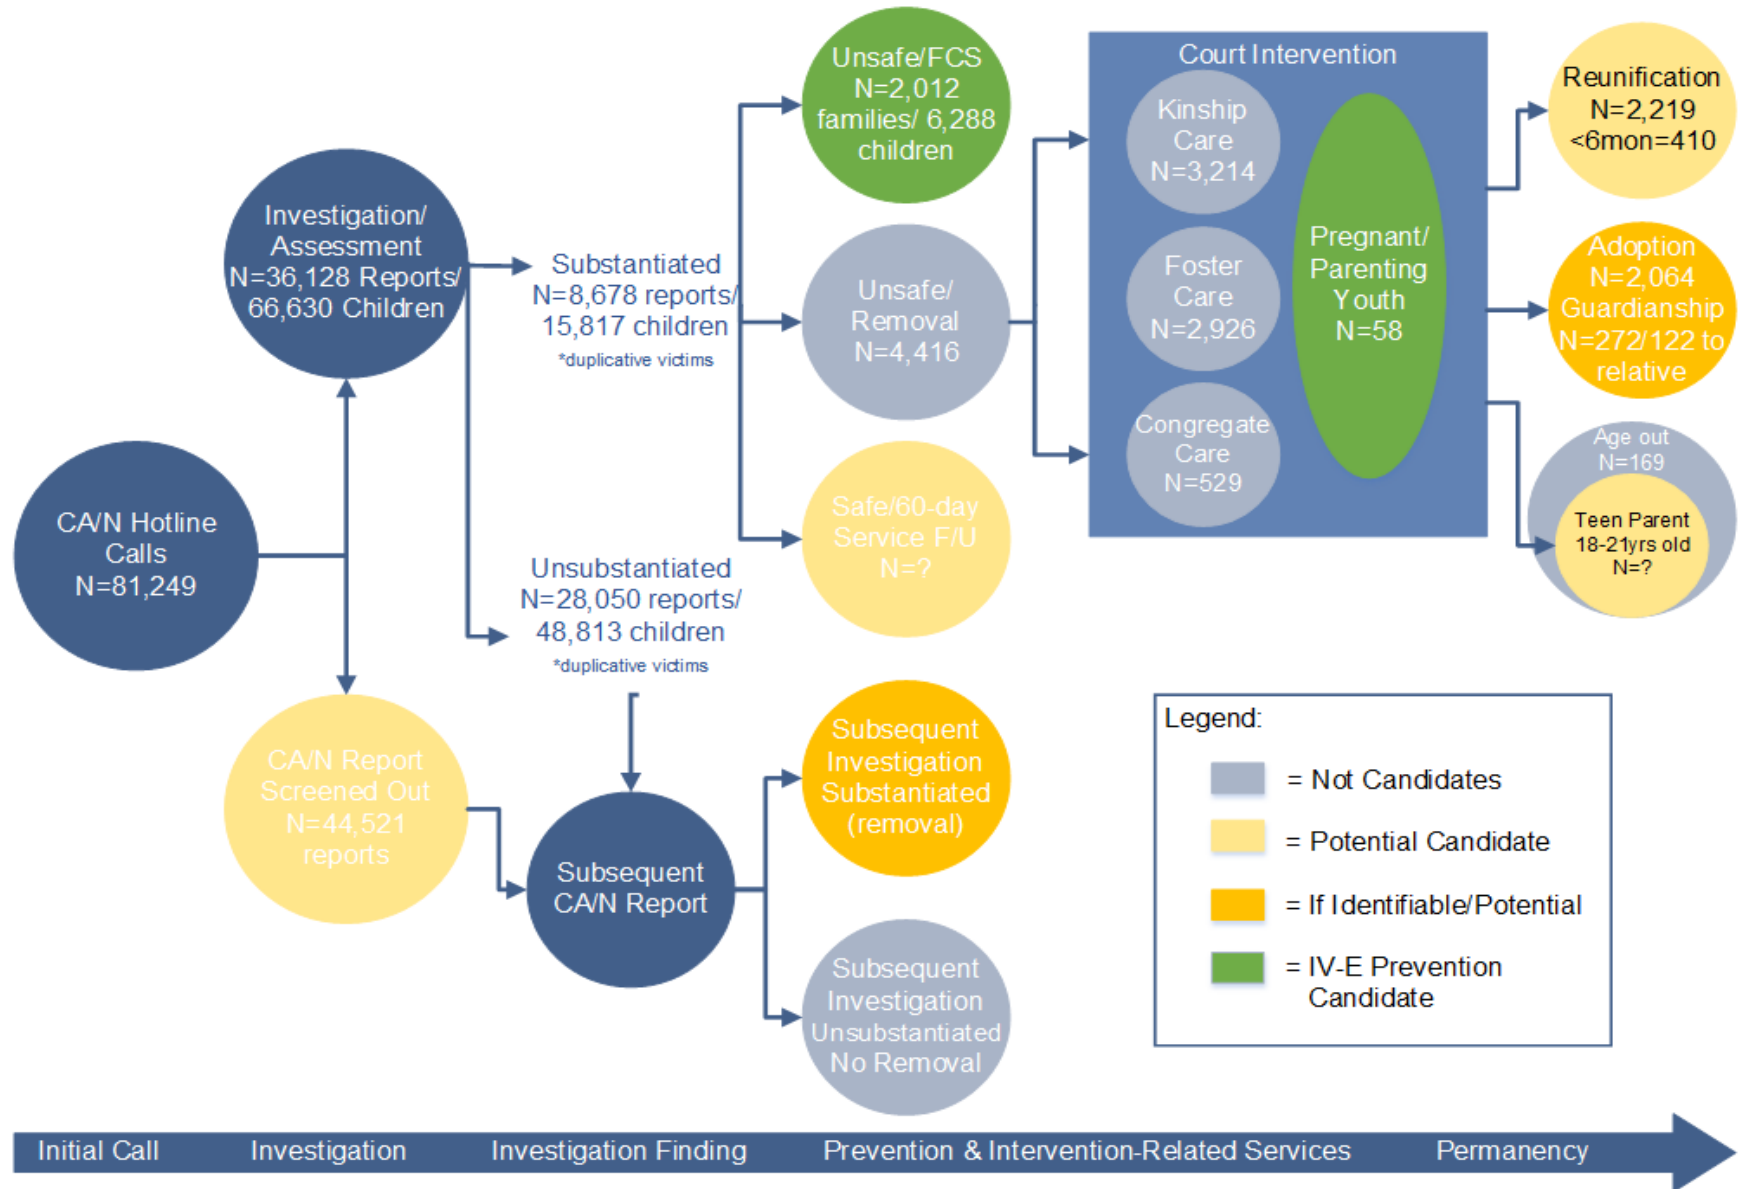 CA/N Hotline
Calls
N=81,249
Investigation/
Assessment
N=36,128 Reports/
66,630 Children
CA/N Report
Screened Out
N=44,521
reports
Substantiated
N=8,678 reports/
15,817 children
*duplicative victims
Unsubstantiated
N=28,050 reports/
48,813 children
*duplicative victims
Subsequent
CA/N Report
Unsafe/FCS
N=2,012
families/ 6,288
children
Unsafe/
Removal
N=4,416
Safe/60-day
Service F/U
N=?
Subsequent
Investigation
Substantiated
(removal)
Subsequent
Investigation
Unsubstantiated
No Removal
Court Intervention
Kinship
Care
N=3,214
Foster
Care
N=2,926
Congregate
Care
N=529
Pregnant/
Parenting
Youth
N=58
Reunification
N=2,219
<6mon=410
Adoption
N=2,064
Guardianship
N=272/122 to
relative
Age out
N=169
Teen Parent
18-21yrs old
N=?
Legend:
= Not Candidates
= Potential Candidate
= If Identifiable/Potential
= IV-E Prevention
Candidate
Initial Call
Investigation
Investigation Finding
Prevention & Intervention-Related Services
Permanency